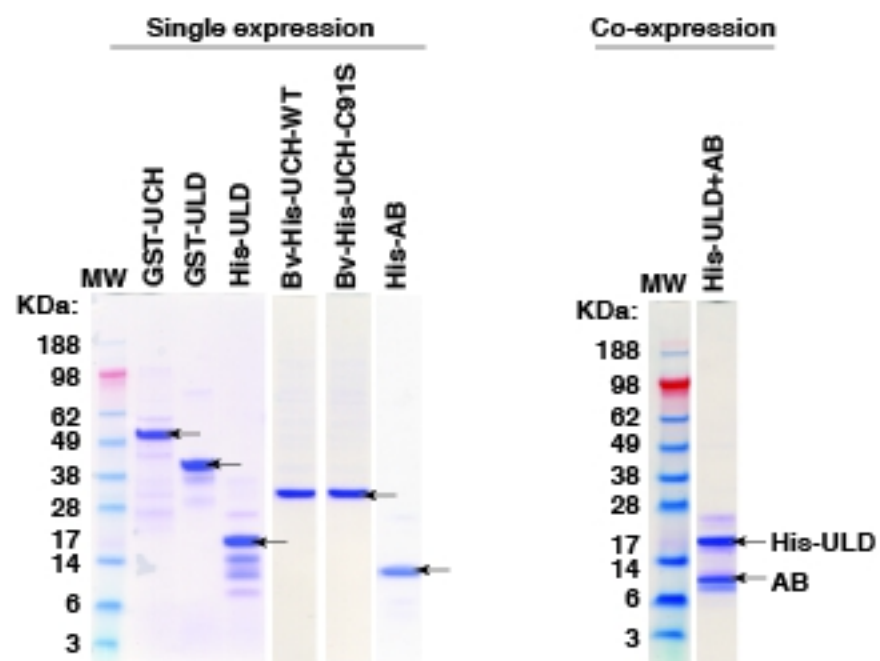 Single expression
Co-expression
GST-UCH
GST-ULD
His-ULD
Bv-His-UCH-WT
Bv-His-UCH-C91S
His-AB
His-ULD+AB
MW
MW
KDa:
188
98
62
49
38
28
17
14
6
3
KDa:
188
98
62
49
38
28
17
14
6
3
His-ULD
AB